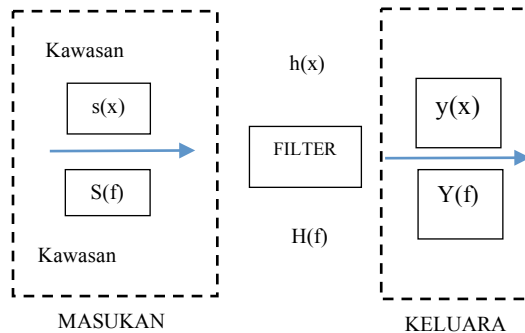 Kawasan
s(x)
S(f)
Kawasan
MASUKAN
h(x)
FILTER
H(f)
y(x)
Y(f)
KELUARA